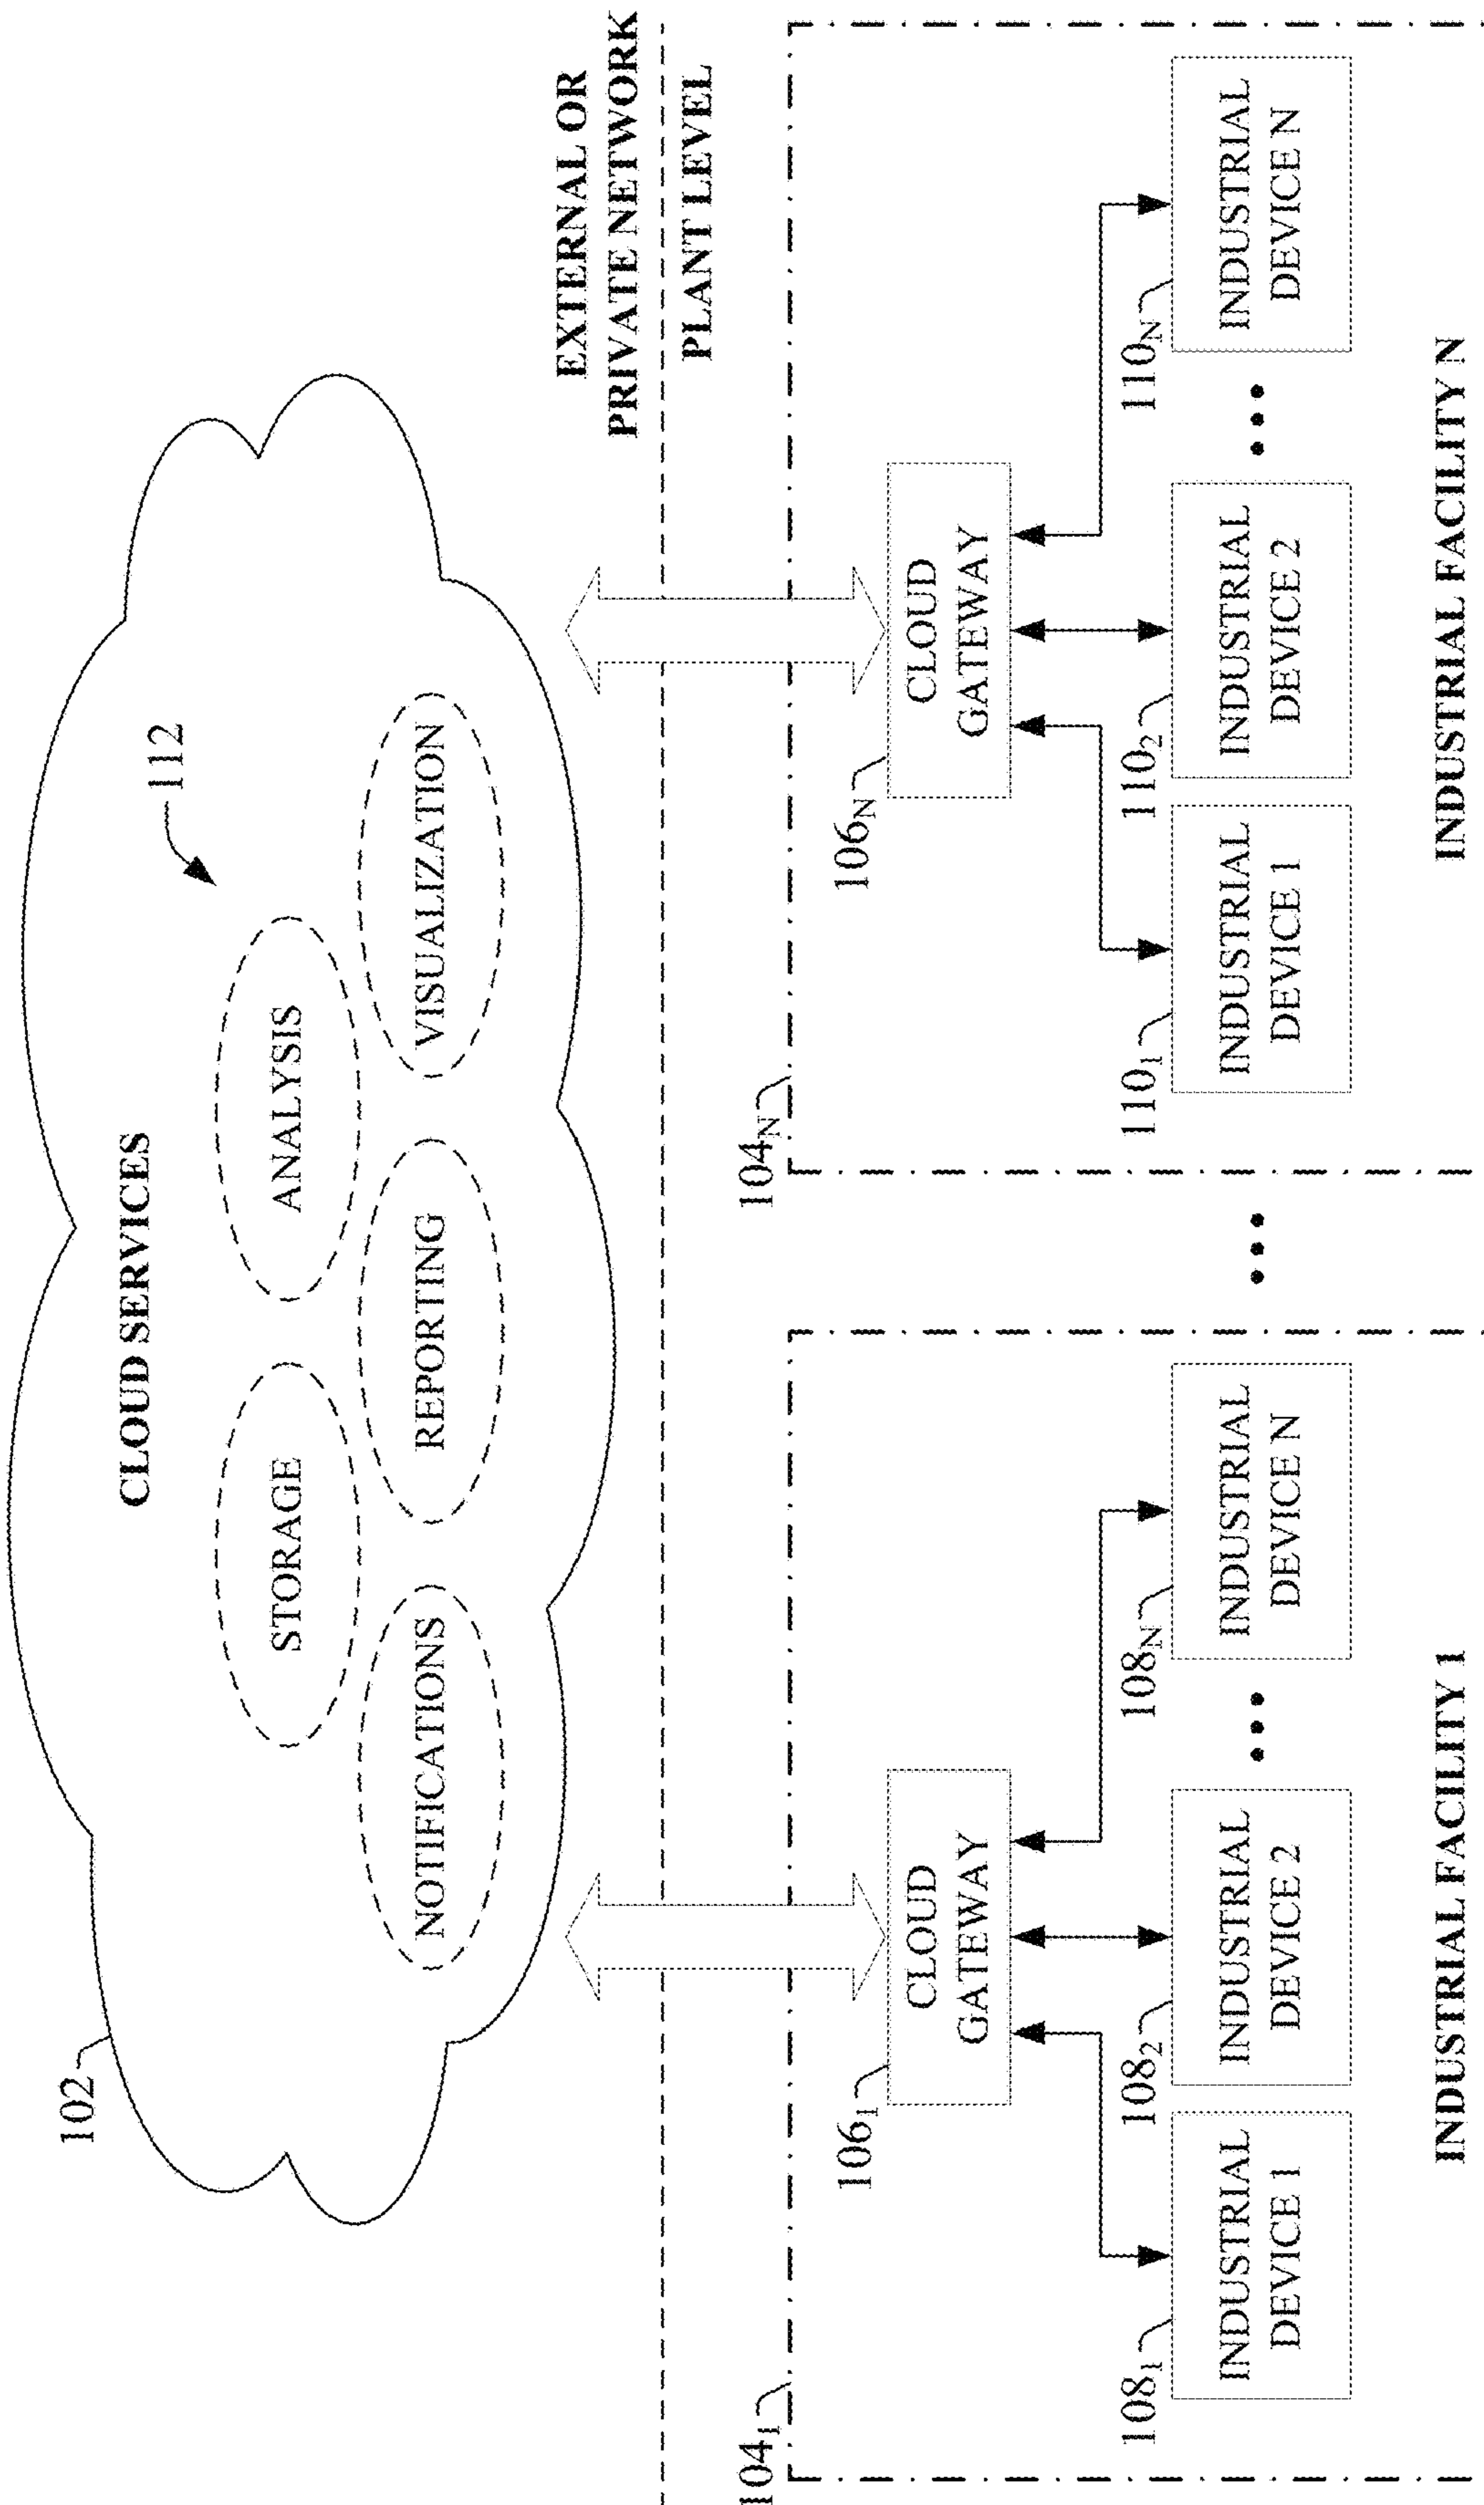 102
CLOUD SERVICES
112
STORAGE
ANALYSIS
NOTIFICATIONS
REPORTING
VISUALIZATION
EXTERNAL OR
PRIVATE NETWORK
PLANT LEVEL
104₁
106₁
CLOUD
GATEWAY
108₁
INDUSTRIAL
DEVICE 1
108₂
INDUSTRIAL
DEVICE 2
•••
108N
INDUSTRIAL
DEVICE N
INDUSTRIAL FACILITY 1
•••
104N
106N
CLOUD
GATEWAY
110₁
INDUSTRIAL
DEVICE 1
110₂
INDUSTRIAL
DEVICE 2
•••
110N
INDUSTRIAL
DEVICE N
INDUSTRIAL FACILITY N